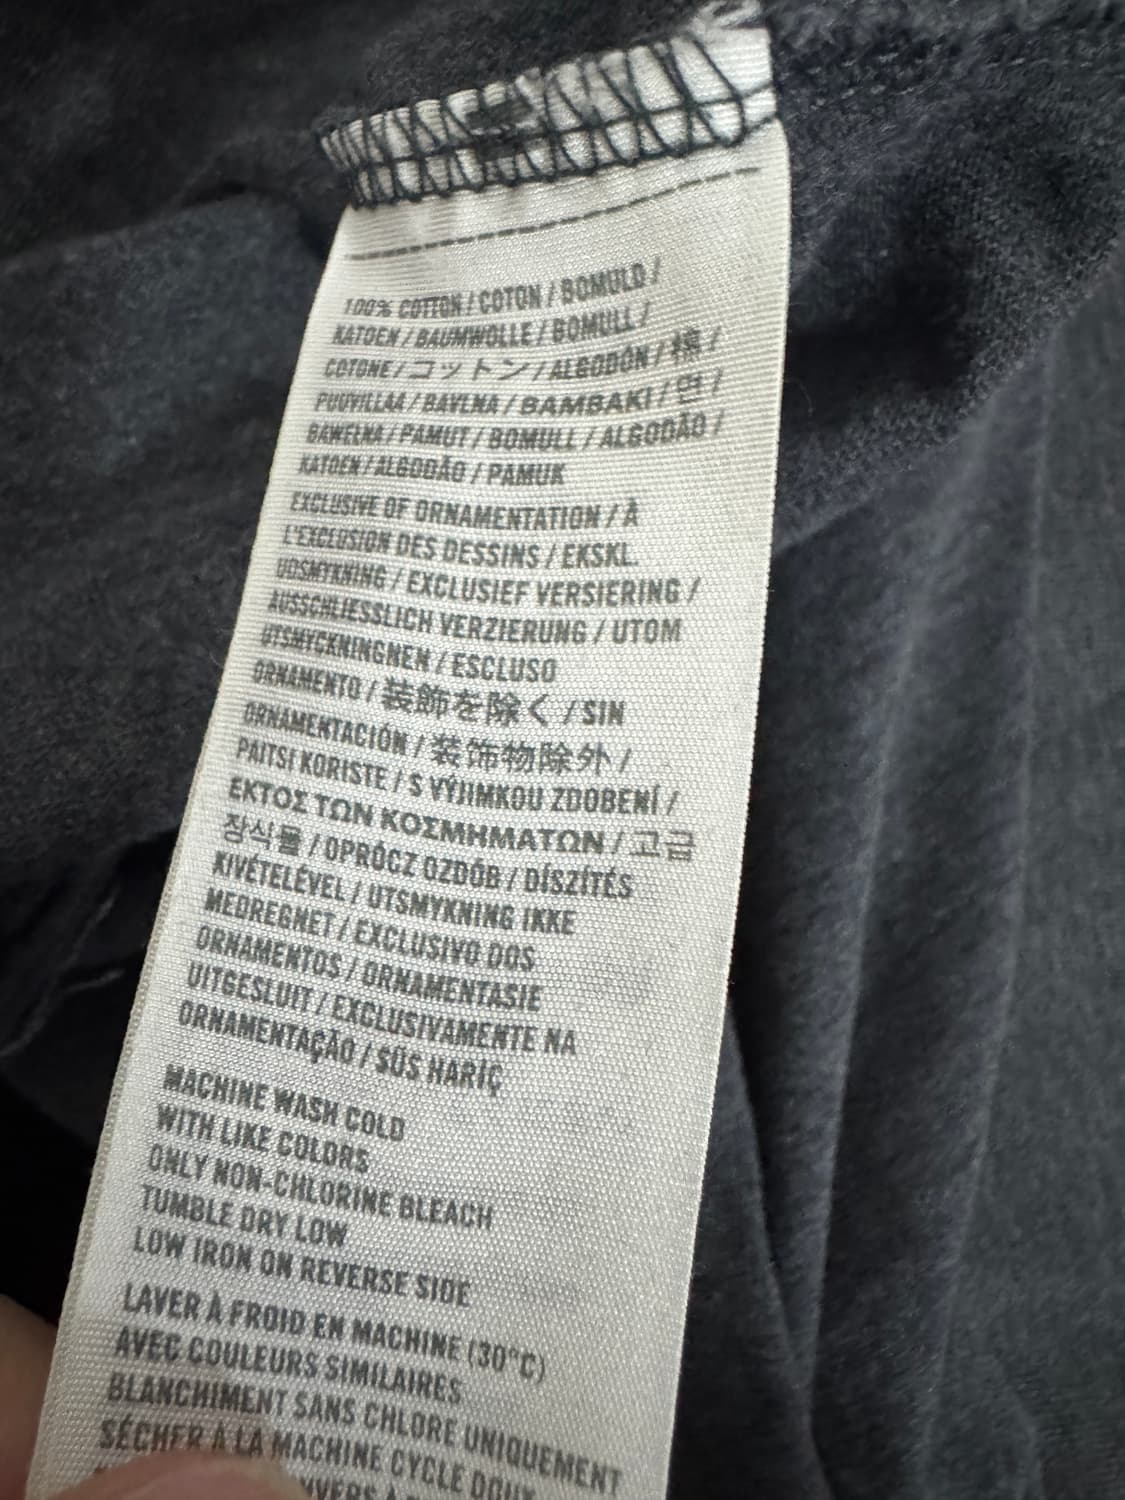 100% COTTON / COTON / BOMULD /
KATOEN / BAUMWOLLE / BOMULL /
COTONE / コットン / ALGODÓN / 棉 /
PUUVILLAA / BAVLNA / BAMBAKI / 면 /
BAWEŁNA / PAMUT / BOMULL / ALGODÃO /
KATOEN / ALGODÃO / PAMUK
EXCLUSIVE OF ORNAMENTATION / À
L'EXCLUSION DES DESSINS / EKSKL.
UDSMYKNING / EXCLUSIEF VERSIERING /
AUSSCHLIESSLICH VERZIERUNG / UTOM
UTSMYCKNINGNEN / ESCLUSO
ORNAMENTO / 装飾を除く / SIN
ORNAMENTACIÓN / 装饰物除外 /
PAITSI KORISTE / S VÝJIMKOU ZDOBENÍ /
ΕΚΤΟΣ ΤΩΝ ΚΟΣΜΗΜΑΤΩΝ / 고급
장식물 / OPRÓCZ OZDÓB / DÍSZÍTÉS
KIVÉTELÉVEL / UTSMYKNING IKKE
MEDREGNET / EXCLUSIVO DOS
ORNAMENTOS / ORNAMENTASIE
UITGESLUIT / EXCLUSIVAMENTE NA
ORNAMENTAÇÃO / SÜS HARIÇ
MACHINE WASH COLD
WITH LIKE COLORS
ONLY NON-CHLORINE BLEACH
TUMBLE DRY LOW
LOW IRON ON REVERSE SIDE
LAVER À FROID EN MACHINE (30°C)
AVEC COULEURS SIMILAIRES
BLANCHIMENT SANS CHLORE UNIQUEMENT
SÉCHER À LA MACHINE CYCLE DOUX